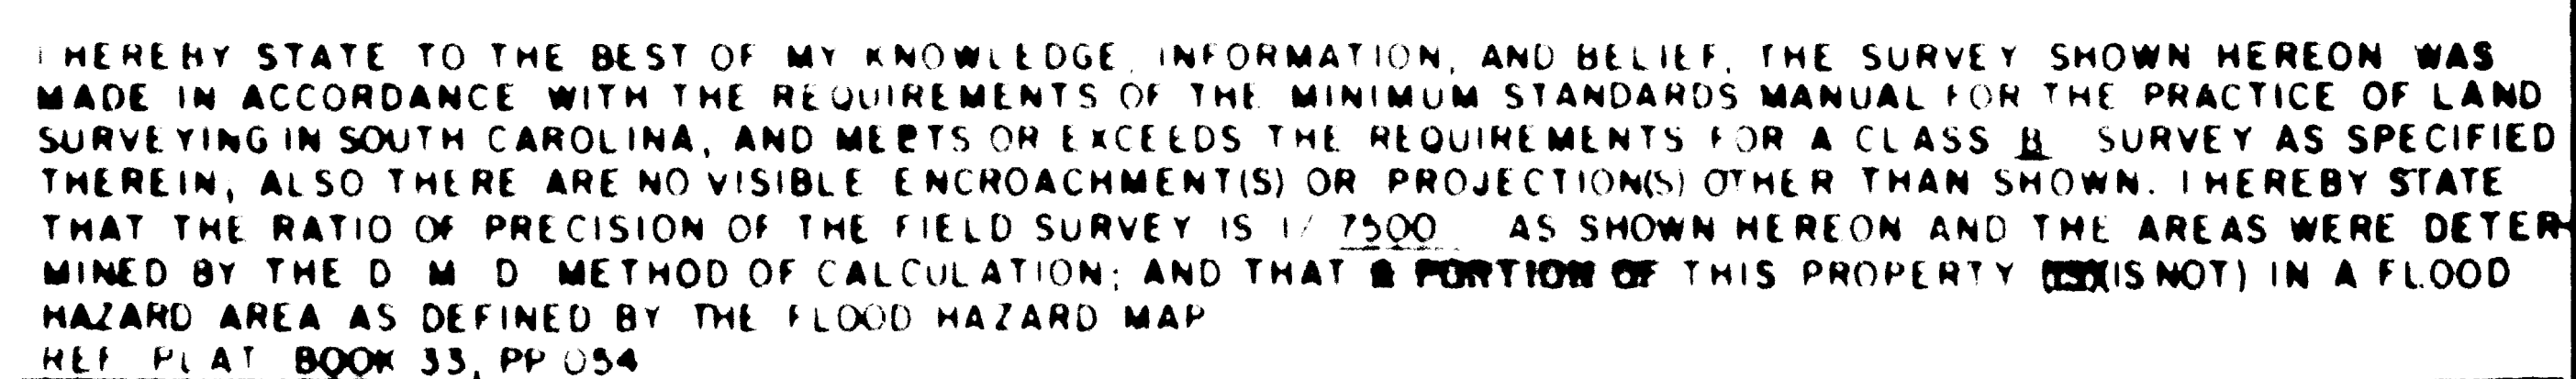 I HEREBY STATE TO THE BEST OF MY KNOWLEDGE, INFORMATION, AND BELIEF, THE SURVEY SHOWN HEREON WAS
MADE IN ACCORDANCE WITH THE REQUIREMENTS OF THE MINIMUM STANDARDS MANUAL FOR THE PRACTICE OF LAND
SURVEYING IN SOUTH CAROLINA, AND MEETS OR EXCEEDS THE REQUIREMENTS FOR A CLASS B SURVEY AS SPECIFIED
THEREIN, ALSO THERE ARE NO VISIBLE ENCROACHMENT(S) OR PROJECTION(S) OTHER THAN SHOWN. I HEREBY STATE
THAT THE RATIO OF PRECISION OF THE FIELD SURVEY IS 1/ 7500 AS SHOWN HEREON AND THE AREAS WERE DETER-
MINED BY THE D M D METHOD OF CALCULATION; AND THAT A PORTION OF THIS PROPERTY (IS)(IS NOT) IN A FLOOD
HAZARD AREA AS DEFINED BY THE FLOOD HAZARD MAP
REF PLAT BOOK 33, PP 054